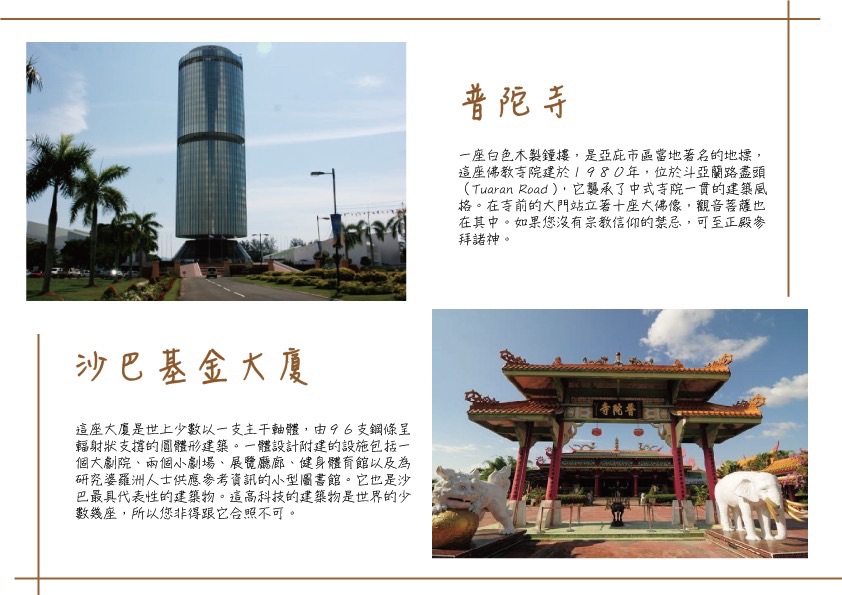 普陀寺
一座白色木製鐘摟，是亞庇市區當地著名的地標，
這座佛教寺院建於１９８０年，位於斗亞蘭路盡頭
（Tuaran Road），它襲承了中式寺院一貫的建築風
格。在寺前的大門站立著十座大佛像，觀音菩薩也
在其中。如果您沒有宗教信仰的禁忌，可至正殿參
拜諸神。
普陀寺
沙巴基金大廈
這座大廈是世上少數以一支主干軸體，由９６支鋼條呈
輻射狀支撐的圓體形建築。一體設計附建的設施包括一
個大劇院、兩個小劇場、展覽廳廊、健身體育館以及為
研究婆羅洲人士供應參考資訊的小型圖書館。它也是沙
巴最具代表性的建築物。這高科技的建築物是世界的少
數幾座，所以您非得跟它合照不可。